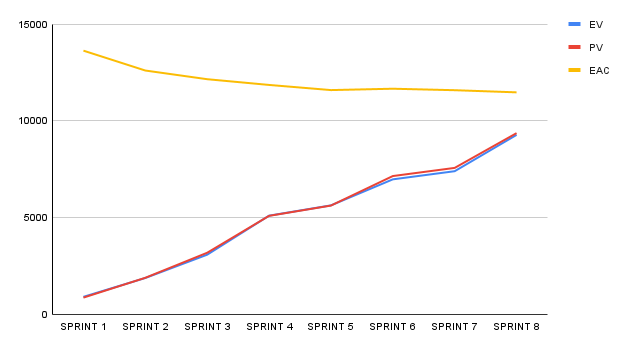 15000
10000
5000
0
SPRINT 1 SPRINT 2 SPRINT 3 SPRINT 4 SPRINT 5 SPRINT 6 SPRINT 7 SPRINT 8
EV
PV
EAC